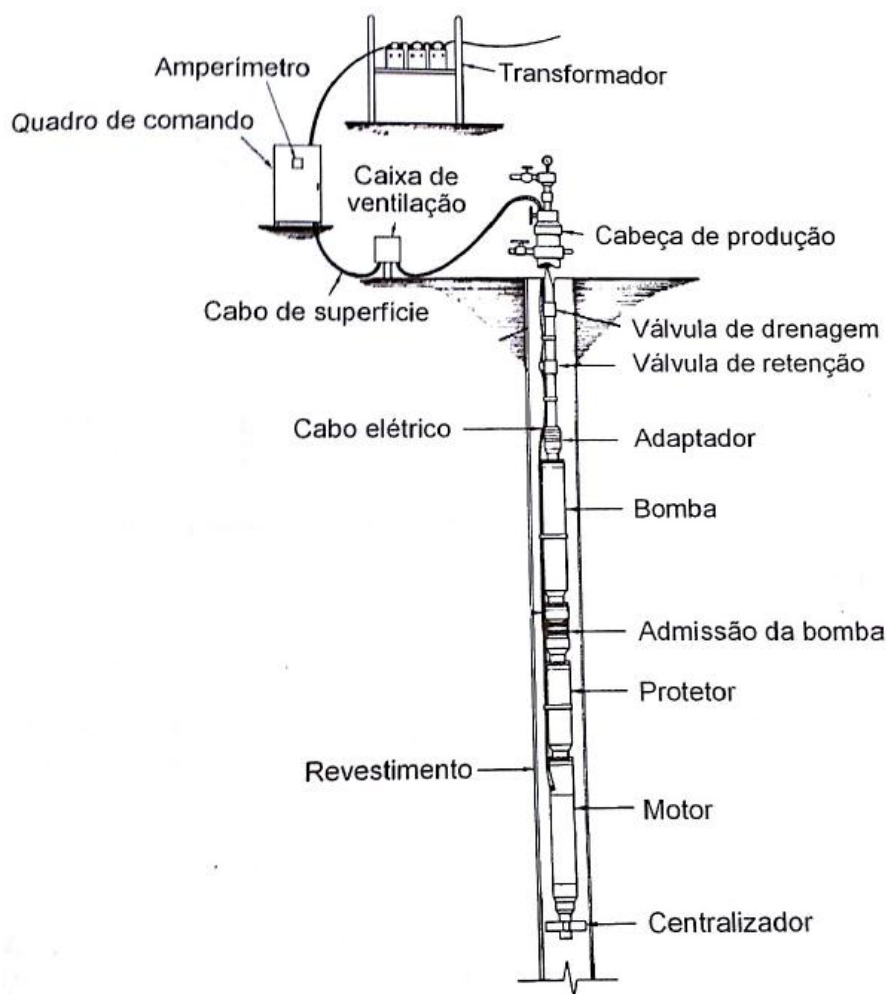 Amperímetro
Transformador
Quadro de comando
Caixa de
ventilação
Cabeça de produção
Cabo de superfície
Válvula de drenagem
Válvula de retenção
Cabo elétrico
Adaptador
Bomba
Admissão da bomba
Protetor
Revestimento
Motor
Centralizador